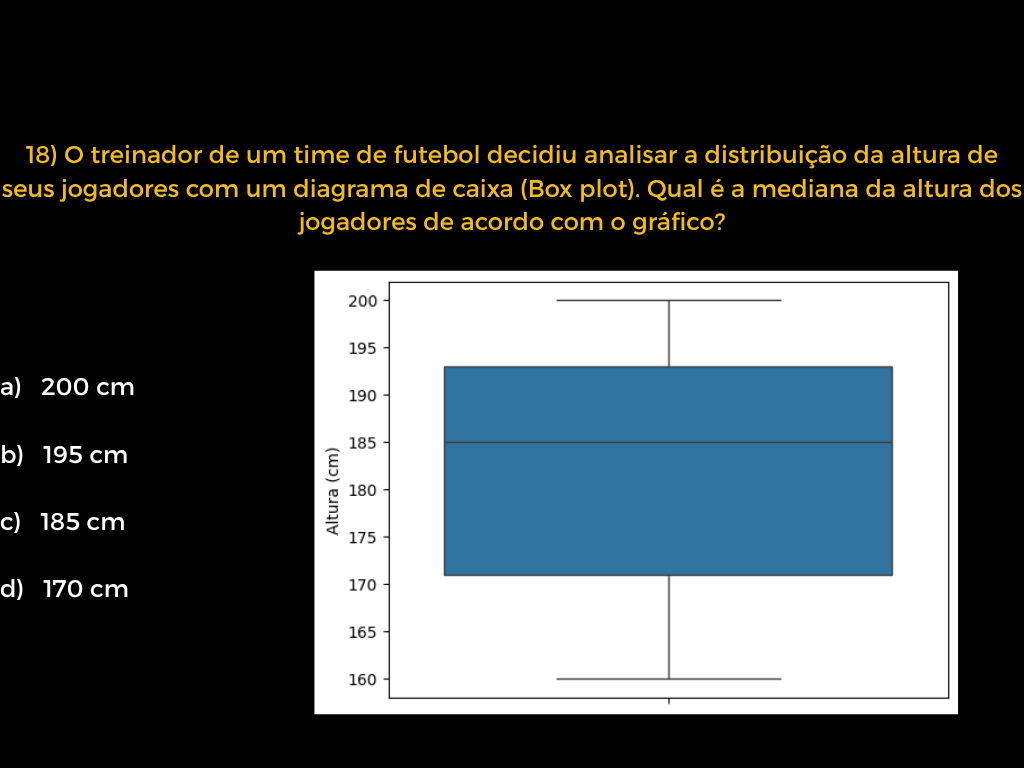 18) O treinador de um time de futebol decidiu analisar a distribuição da altura de
seus jogadores com um diagrama de caixa (Box plot). Qual é a mediana da altura dos
jogadores de acordo com o gráfico?
a) 200 cm
b) 195 cm
c) 185 cm
d) 170 cm
Altura (cm)
200
195
190
185
180
175
170
165
160